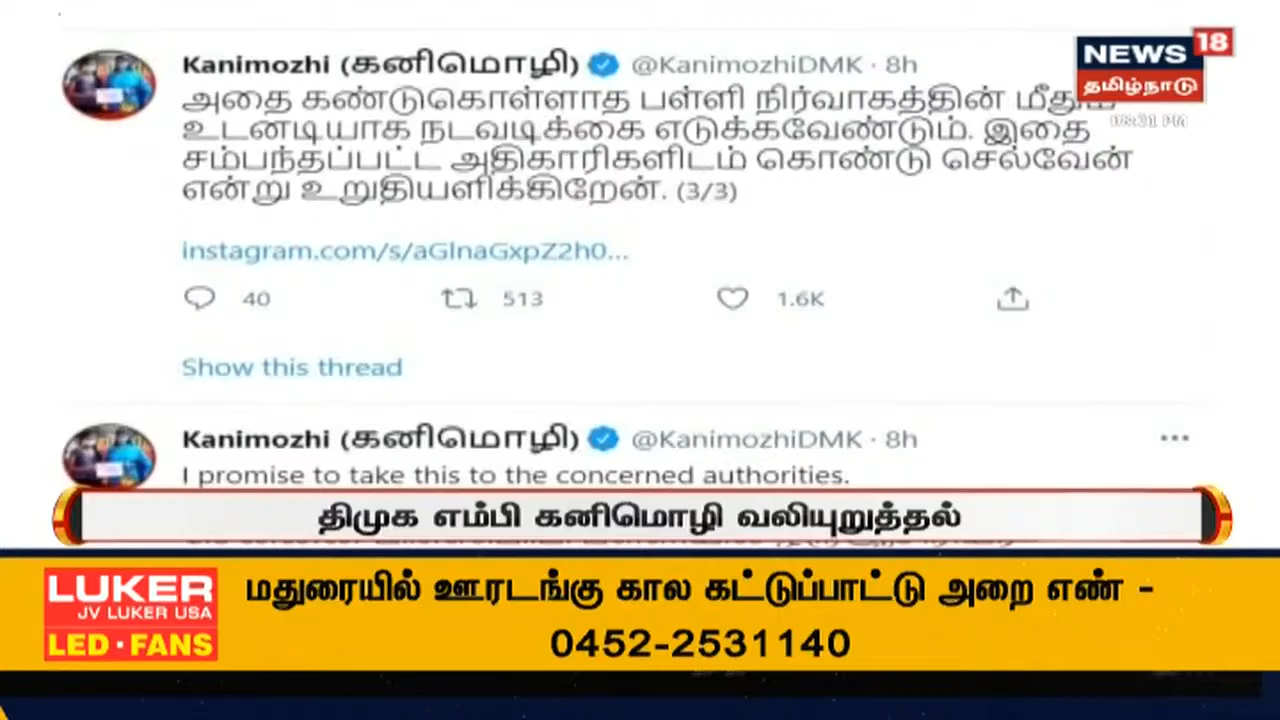 Kanimozhi (கனிமொழி) @KanimozhiDMK · 8h
NEWS 18
தமிழ்நாடு
அதை கண்டுகொள்ளாத பள்ளி நிர்வாகத்தின் மீதும்
உடனடியாக நடவடிக்கை எடுக்கவேண்டும். இதை
சம்பந்தப்பட்ட அதிகாரிகளிடம் கொண்டு செல்வேன்
என்று உறுதியளிக்கிறேன். (3/3)
instagram.com/s/aGlnaGxpZ2h0...
40 513 1.6K
Show this thread
Kanimozhi (கனிமொழி) @KanimozhiDMK · 8h
I promise to take this to the concerned authorities.
திமுக எம்பி கனிமொழி வலியுறுத்தல்
LUKER
JV LUKER USA
LED · FANS
மதுரையில் ஊரடங்கு கால கட்டுப்பாட்டு அறை எண் -
0452-2531140